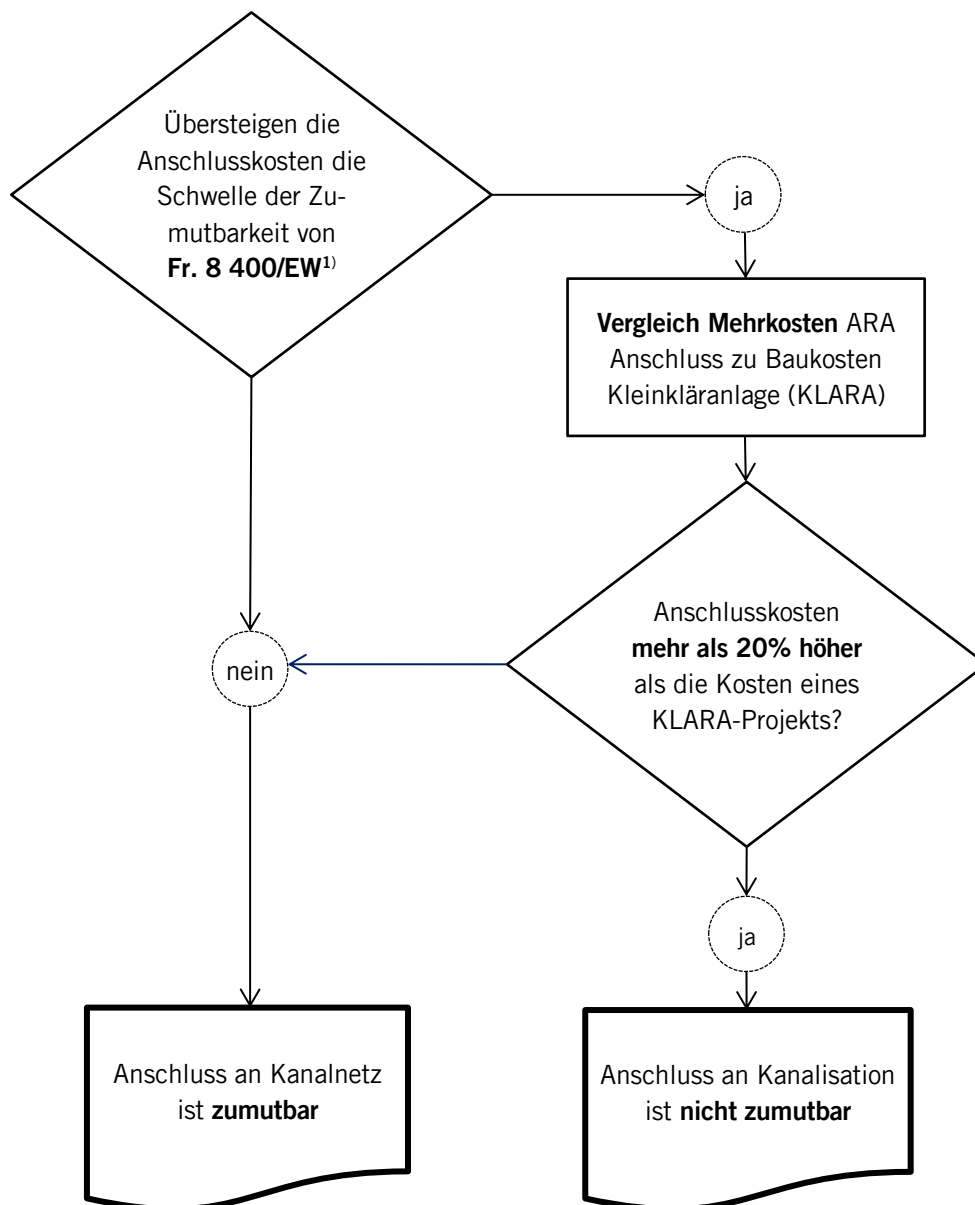 Übersteigen die
Anschlusskosten die
Schwelle der Zu-
mutbarkeit von
Fr. 8 400/EW¹⁾
ja
Vergleich Mehrkosten ARA
Anschluss zu Baukosten
Kleinkläranlage (KLARA)
Anschlusskosten
mehr als 20% höher
als die Kosten eines
KLARA-Projekts?
nein
ja
Anschluss an Kanalnetz
ist zumutbar
Anschluss an Kanalisation
ist nicht zumutbar